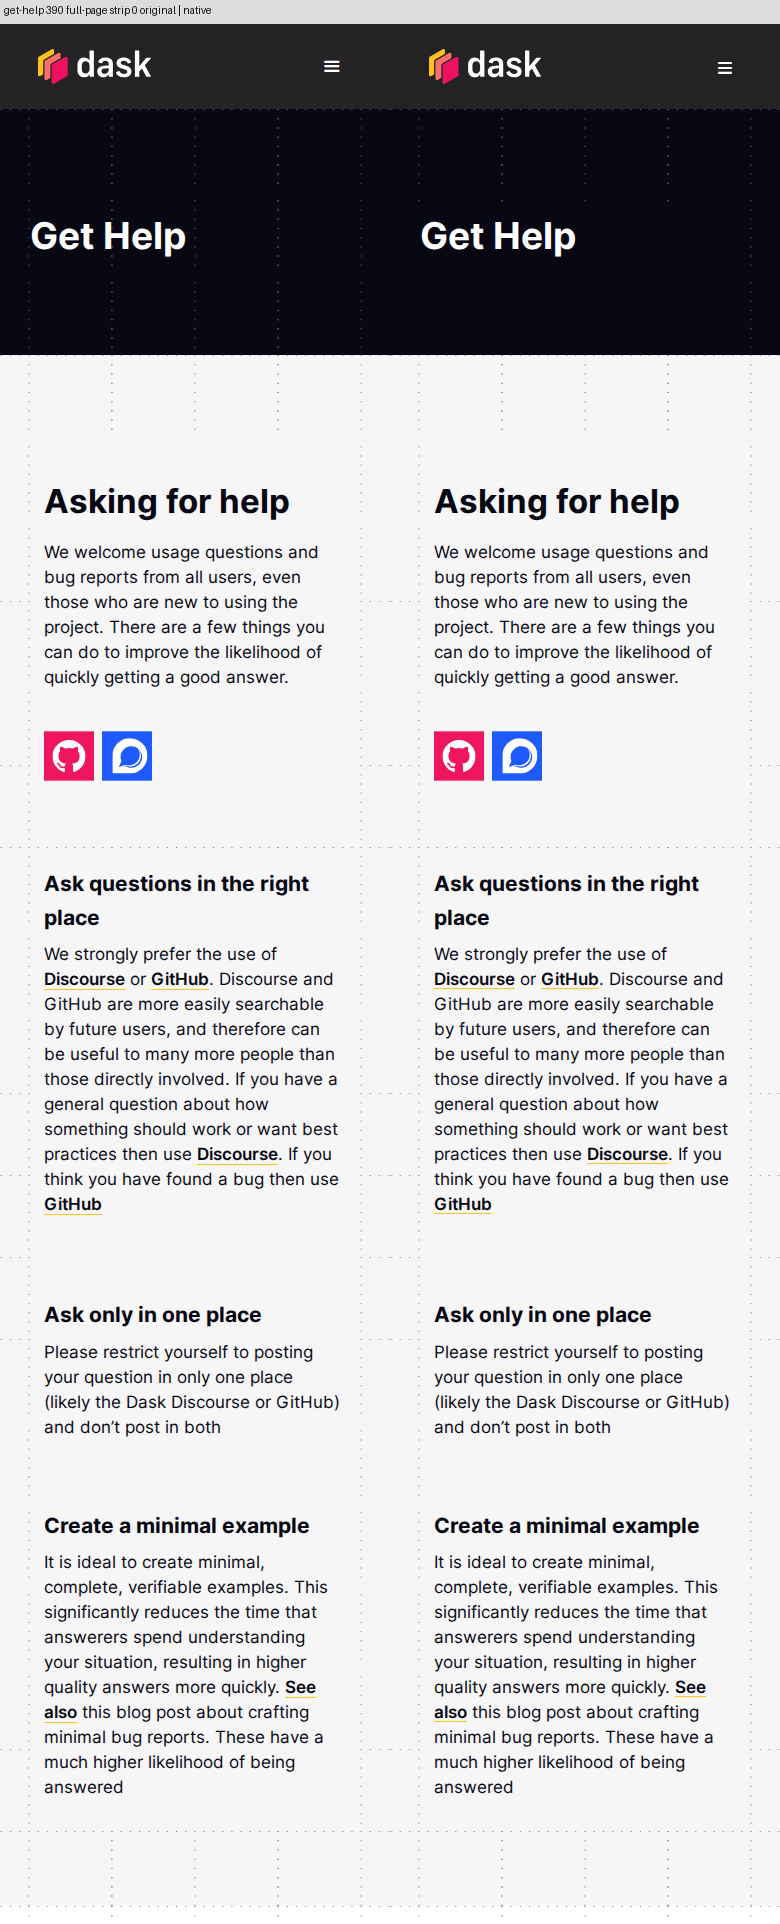 get-help 390 full-page strip 0 original | native
dask
dask
Get Help
Get Help
Asking for help
We welcome usage questions and
bug reports from all users, even
those who are new to using the
project. There are a few things you
can do to improve the likelihood of
quickly getting a good answer.
Ask questions in the right
place
We strongly prefer the use of
Discourse or GitHub. Discourse and
GitHub are more easily searchable
by future users, and therefore can
be useful to many more people than
those directly involved. If you have a
general question about how
something should work or want best
practices then use Discourse. If you
think you have found a bug then use
GitHub
Ask only in one place
Please restrict yourself to posting
your question in only one place
(likely the Dask Discourse or GitHub)
and don’t post in both
Create a minimal example
It is ideal to create minimal,
complete, verifiable examples. This
significantly reduces the time that
answerers spend understanding
your situation, resulting in higher
quality answers more quickly. See
also this blog post about crafting
minimal bug reports. These have a
much higher likelihood of being
answered
Asking for help
We welcome usage questions and
bug reports from all users, even
those who are new to using the
project. There are a few things you
can do to improve the likelihood of
quickly getting a good answer.
Ask questions in the right
place
We strongly prefer the use of
Discourse or GitHub. Discourse and
GitHub are more easily searchable
by future users, and therefore can
be useful to many more people than
those directly involved. If you have a
general question about how
something should work or want best
practices then use Discourse. If you
think you have found a bug then use
GitHub
Ask only in one place
Please restrict yourself to posting
your question in only one place
(likely the Dask Discourse or GitHub)
and don’t post in both
Create a minimal example
It is ideal to create minimal,
complete, verifiable examples. This
significantly reduces the time that
answerers spend understanding
your situation, resulting in higher
quality answers more quickly. See
also this blog post about crafting
minimal bug reports. These have a
much higher likelihood of being
answered